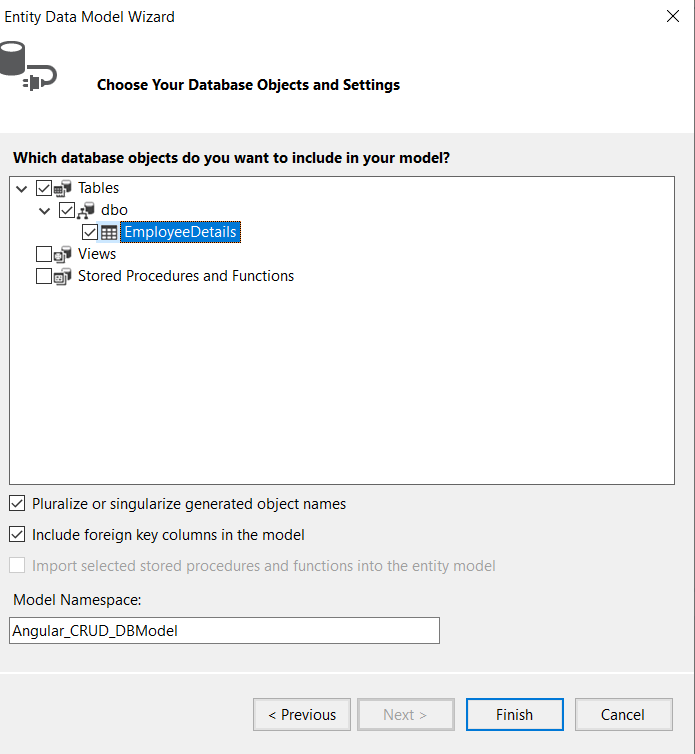 Entity Data Model Wizard
Choose Your Database Objects and Settings
Which database objects do you want to include in your model?
Tables
dbo
EmployeeDetails
Views
Stored Procedures and Functions
Pluralize or singularize generated object names
Include foreign key columns in the model
Import selected stored procedures and functions into the entity model
Model Namespace:
Angular_CRUD_DBModel
< Previous Next > Finish Cancel